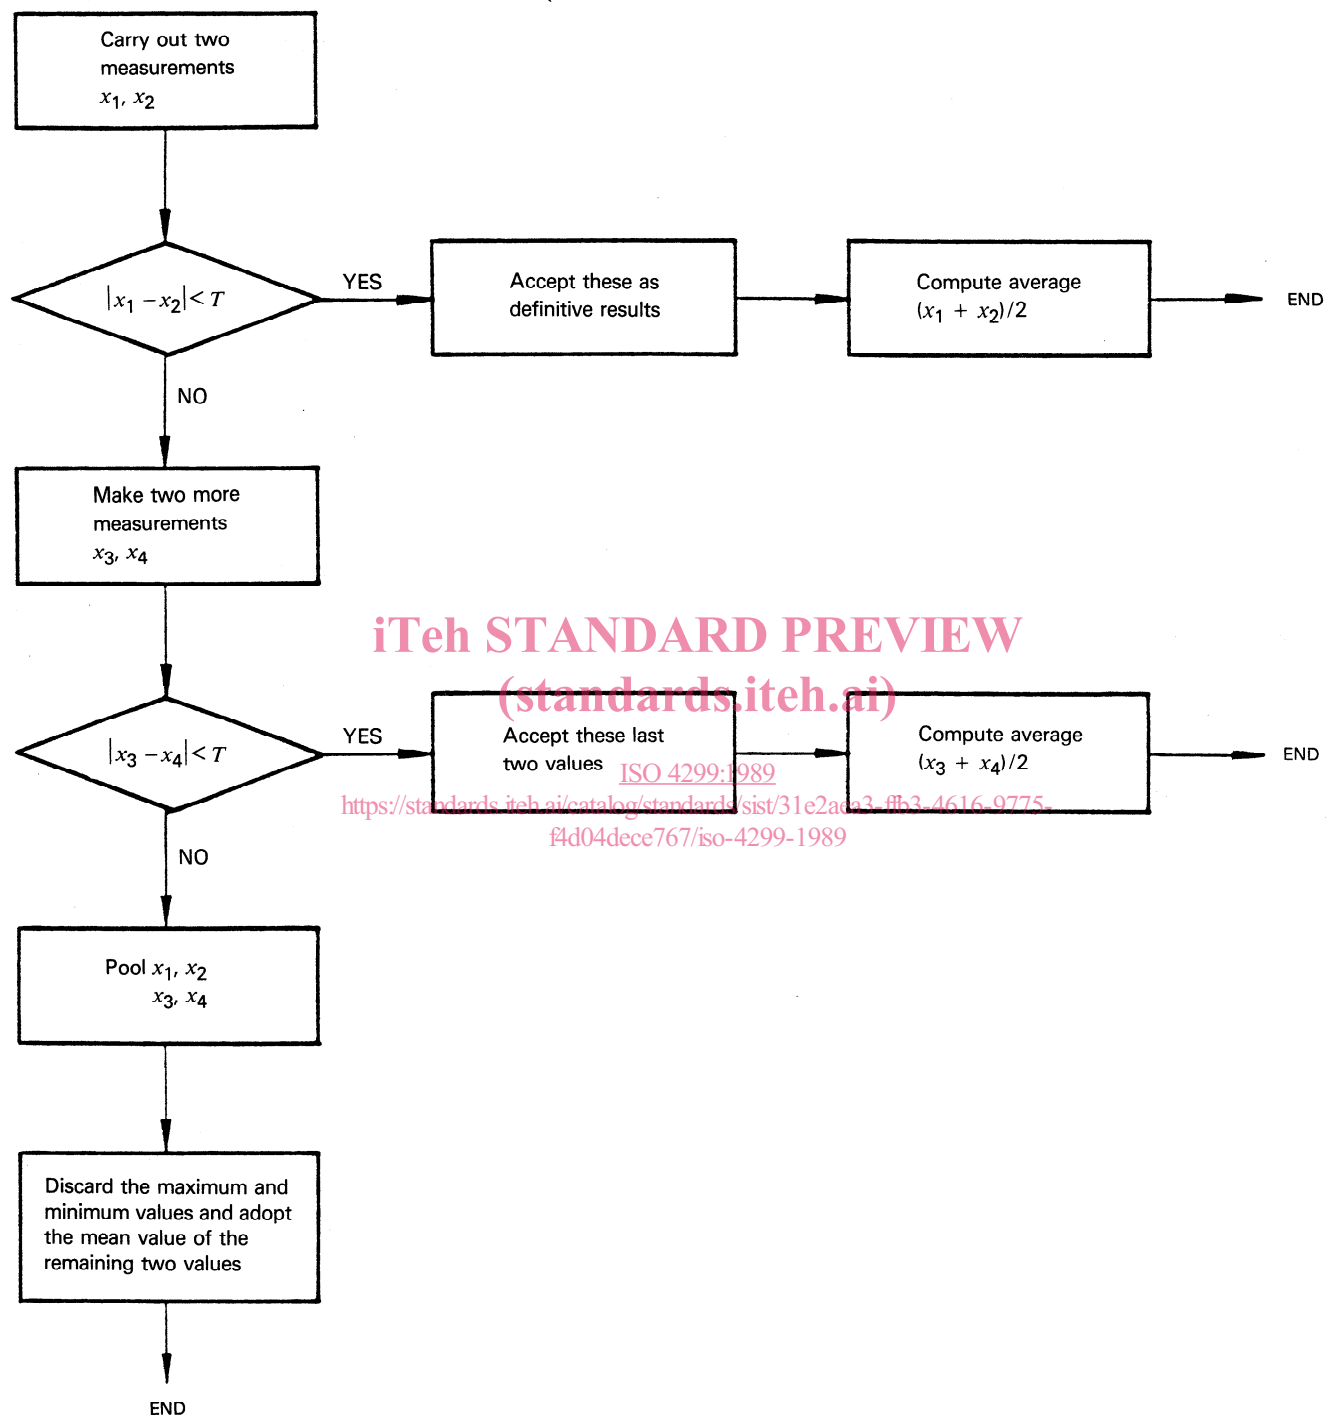 Carry out two
measurements
x₁, x₂
|x₁ − x₂| < T
YES
Accept these as
definitive results
Compute average
(x₁ + x₂)/2
END
NO
Make two more
measurements
x₃, x₄
iTeh STANDARD PREVIEW
(standards.iteh.ai)
|x₃ − x₄| < T
YES
Accept these last
two values
Compute average
(x₃ + x₄)/2
END
ISO 4299:1989
https://standards.iteh.ai/catalog/standards/sist/31e2aea3-ffb3-4616-9775-
f4d04dece767/iso-4299-1989
NO
Pool x₁, x₂
x₃, x₄
Discard the maximum and
minimum values and adopt
the mean value of the
remaining two values
END